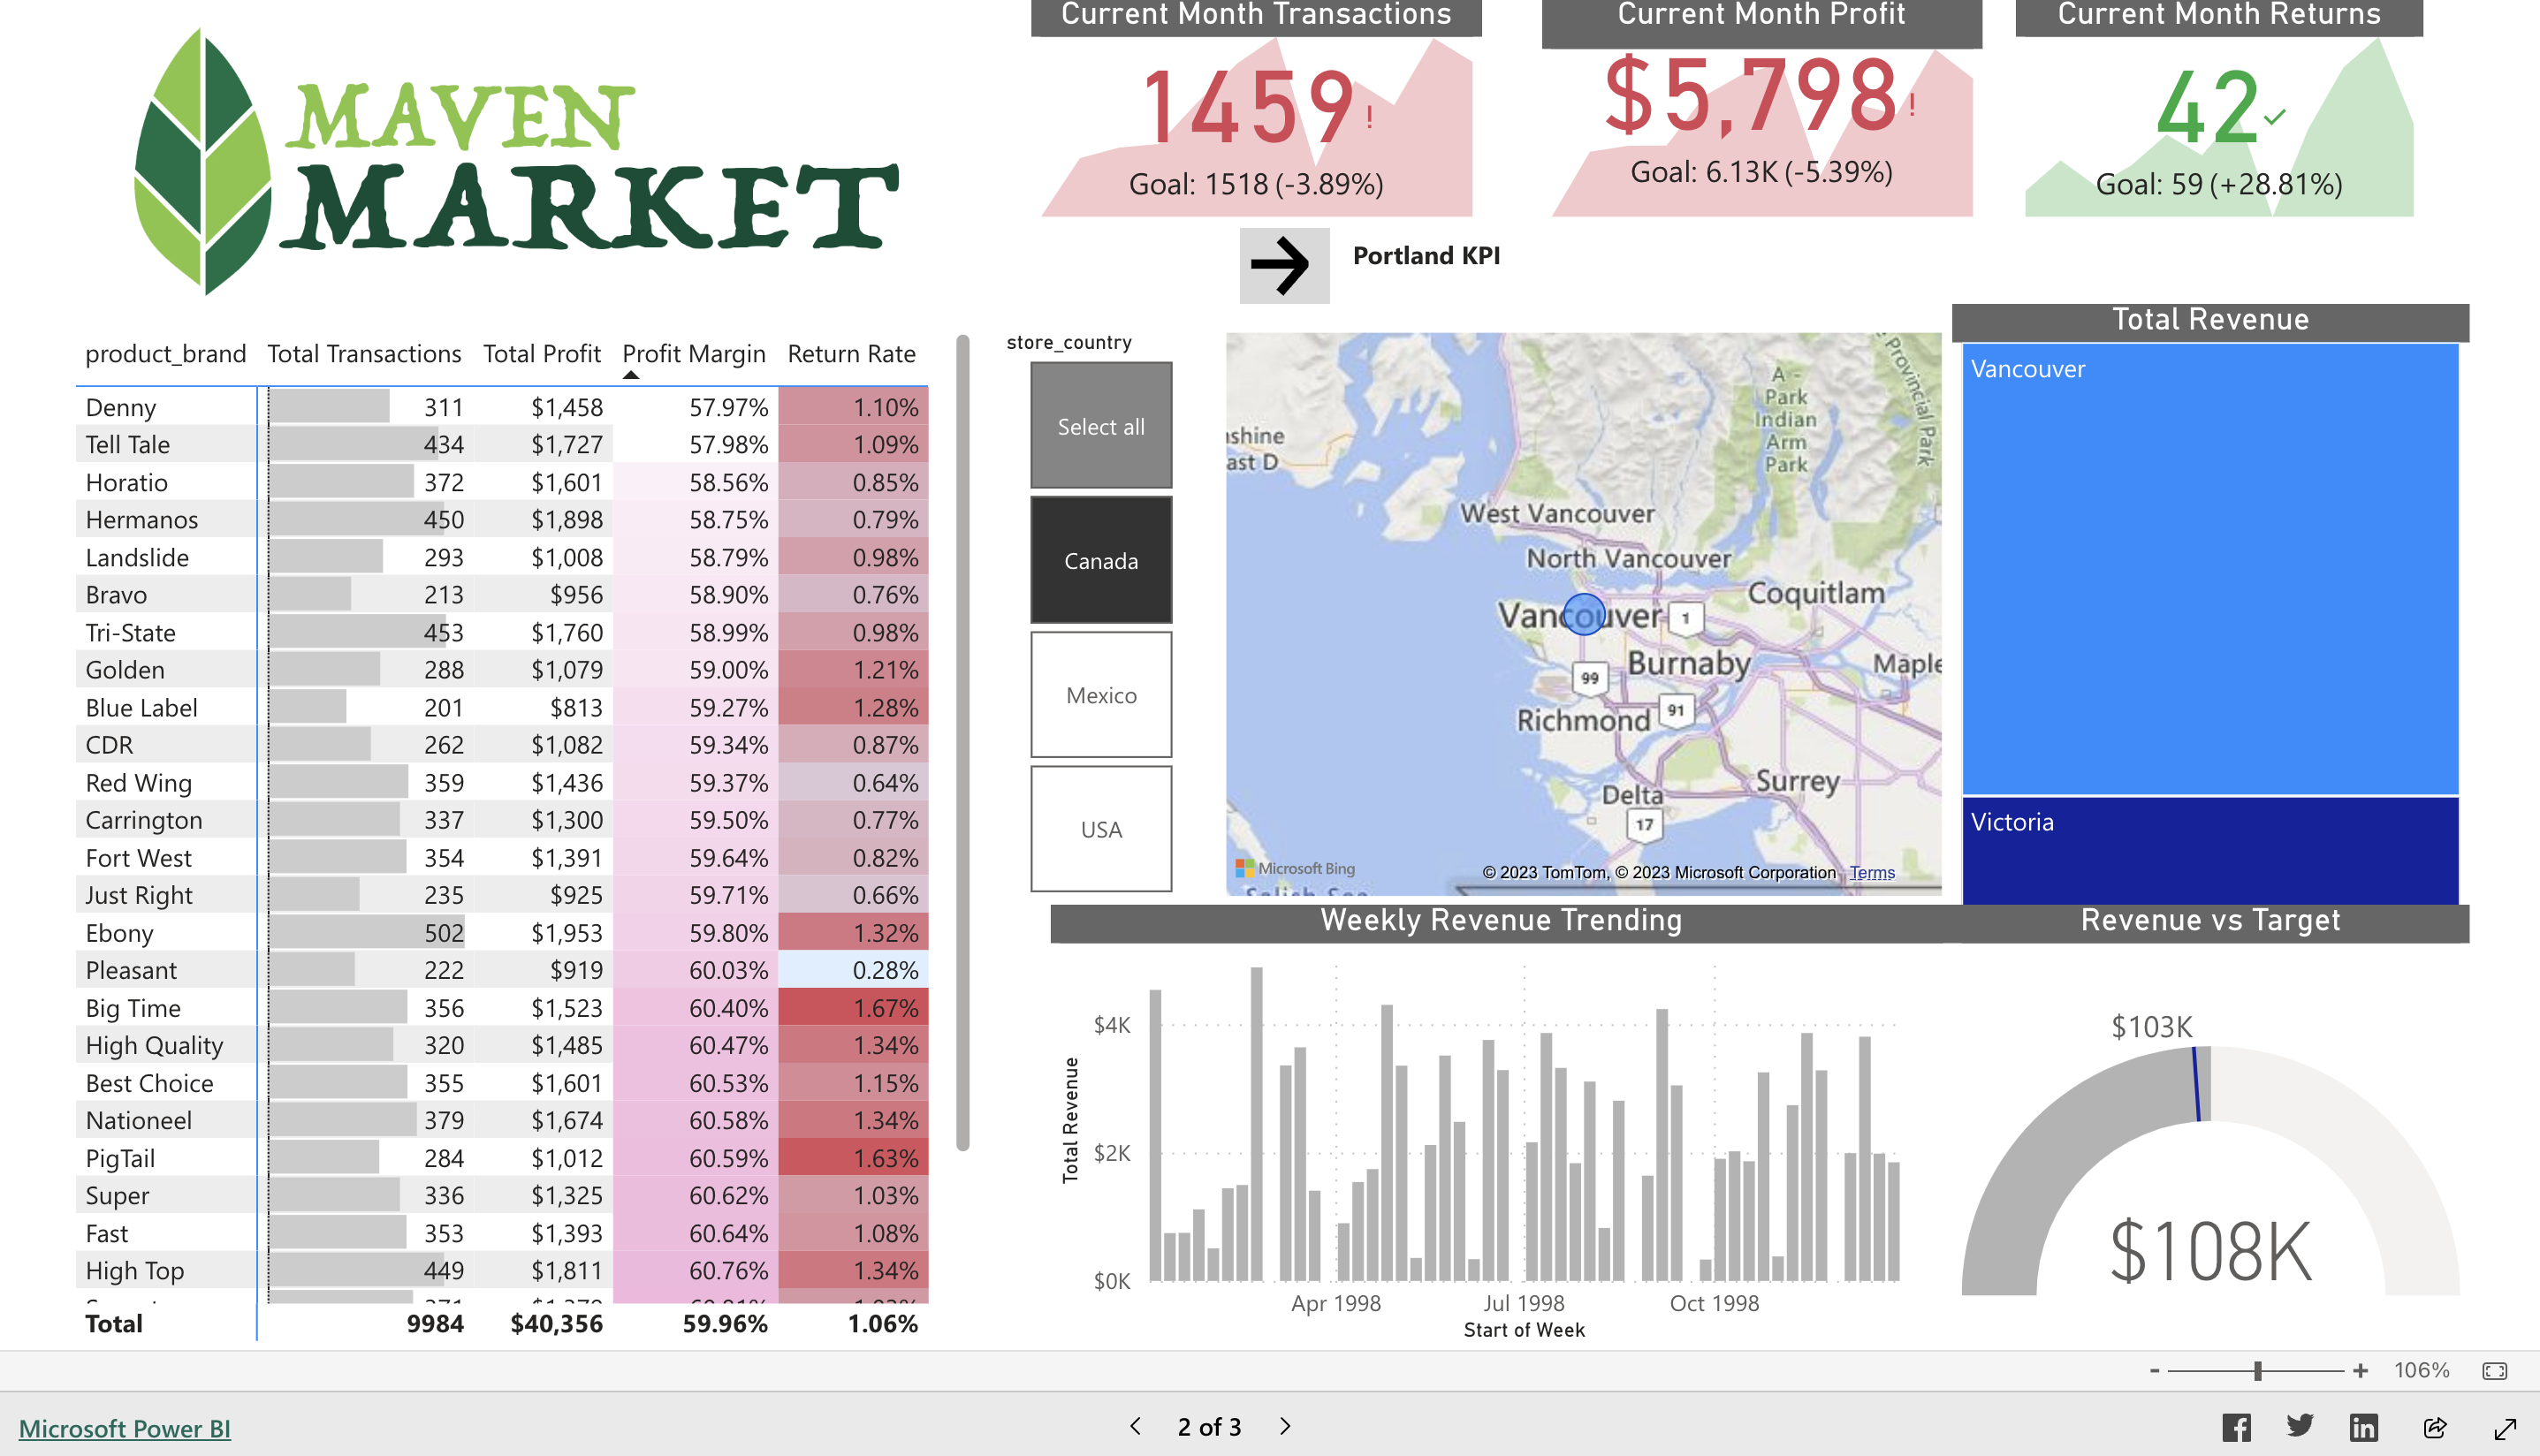 MAVEN
MARKET
Current Month Transactions
1459!
Goal: 1518 (-3.89%)
Current Month Profit
$5,798!
Goal: 6.13K (-5.39%)
Current Month Returns
42
Goal: 59 (+28.81%)
Portland KPI
product_brand Total Transactions Total Profit Profit Margin Return Rate
Denny 311 $1,458 57.97% 1.10%
Tell Tale 434 $1,727 57.98% 1.09%
Horatio 372 $1,601 58.56% 0.85%
Hermanos 450 $1,898 58.75% 0.79%
Landslide 293 $1,008 58.79% 0.98%
Bravo 213 $956 58.90% 0.76%
Tri-State 453 $1,760 58.99% 0.98%
Golden 288 $1,079 59.00% 1.21%
Blue Label 201 $813 59.27% 1.28%
CDR 262 $1,082 59.34% 0.87%
Red Wing 359 $1,436 59.37% 0.64%
Carrington 337 $1,300 59.50% 0.77%
Fort West 354 $1,391 59.64% 0.82%
Just Right 235 $925 59.71% 0.66%
Ebony 502 $1,953 59.80% 1.32%
Pleasant 222 $919 60.03% 0.28%
Big Time 356 $1,523 60.40% 1.67%
High Quality 320 $1,485 60.47% 1.34%
Best Choice 355 $1,601 60.53% 1.15%
Nationeel 379 $1,674 60.58% 1.34%
PigTail 284 $1,012 60.59% 1.63%
Super 336 $1,325 60.62% 1.03%
Fast 353 $1,393 60.64% 1.08%
High Top 449 $1,811 60.76% 1.34%
Total 9984 $40,356 59.96% 1.06%
store_country
Select all
Canada
Mexico
USA
Provincial Park
A -
Park
Indian
Arm
Park
shine
ast D
West Vancouver
North Vancouver
Coquitlam
Vancouver
1
Burnaby
Maple
99
91
Richmond
Surrey
Delta
17
Microsoft Bing
© 2023 TomTom, © 2023 Microsoft Corporation Terms
Total Revenue
Vancouver
Victoria
Weekly Revenue Trending
Total Revenue
$4K
$2K
$0K
Apr 1998
Jul 1998
Oct 1998
Start of Week
Revenue vs Target
$103K
$108K
- + 106%
Microsoft Power BI
2 of 3